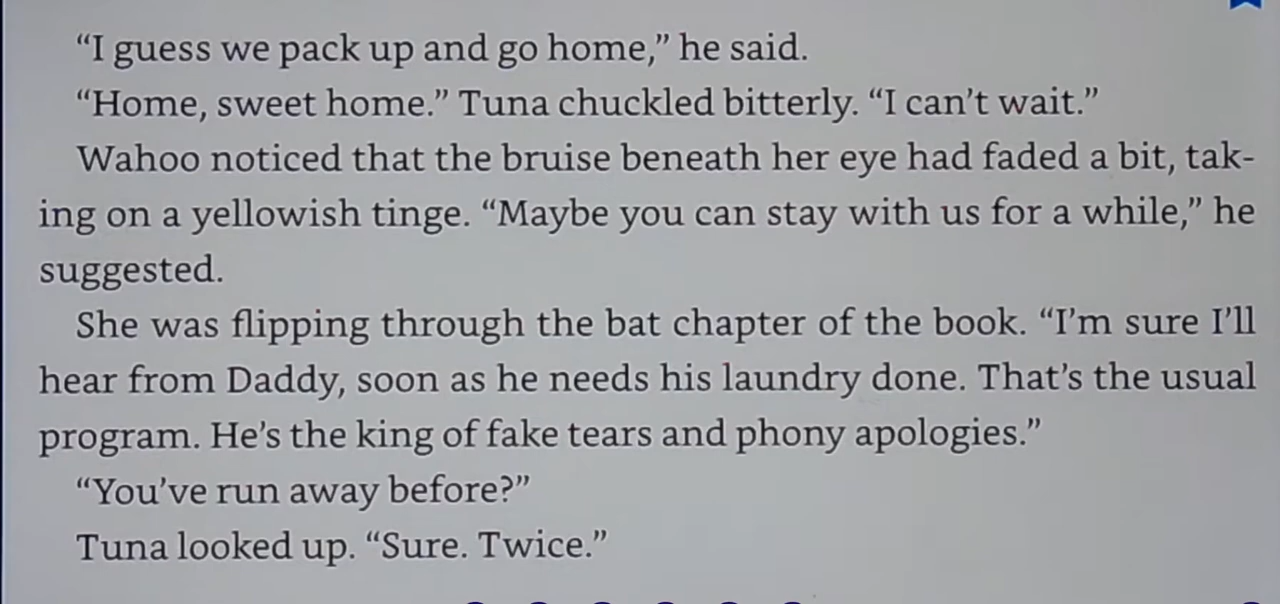 “I guess we pack up and go home,” he said.
“Home, sweet home.” Tuna chuckled bitterly. “I can’t wait.”
Wahoo noticed that the bruise beneath her eye had faded a bit, tak-
ing on a yellowish tinge. “Maybe you can stay with us for a while,” he
suggested.
She was flipping through the bat chapter of the book. “I’m sure I’ll
hear from Daddy, soon as he needs his laundry done. That’s the usual
program. He’s the king of fake tears and phony apologies.”
“You’ve run away before?”
Tuna looked up. “Sure. Twice.”